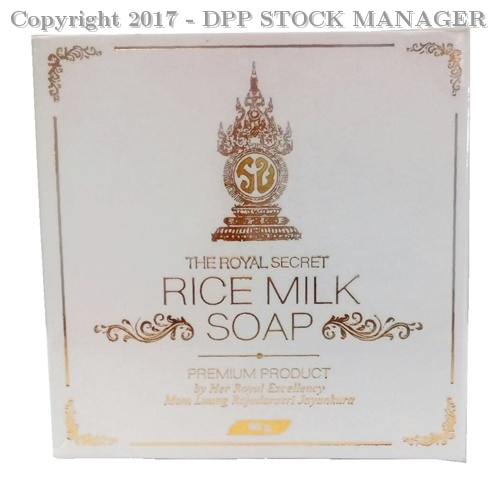 Copyright 2017 - DPP STOCK MANAGER
THE ROYAL SECRET
RICE MILK
SOAP
PREMIUM PRODUCT
by Her Royal Excellency
Mom Luang Rajadarasri Jayankura